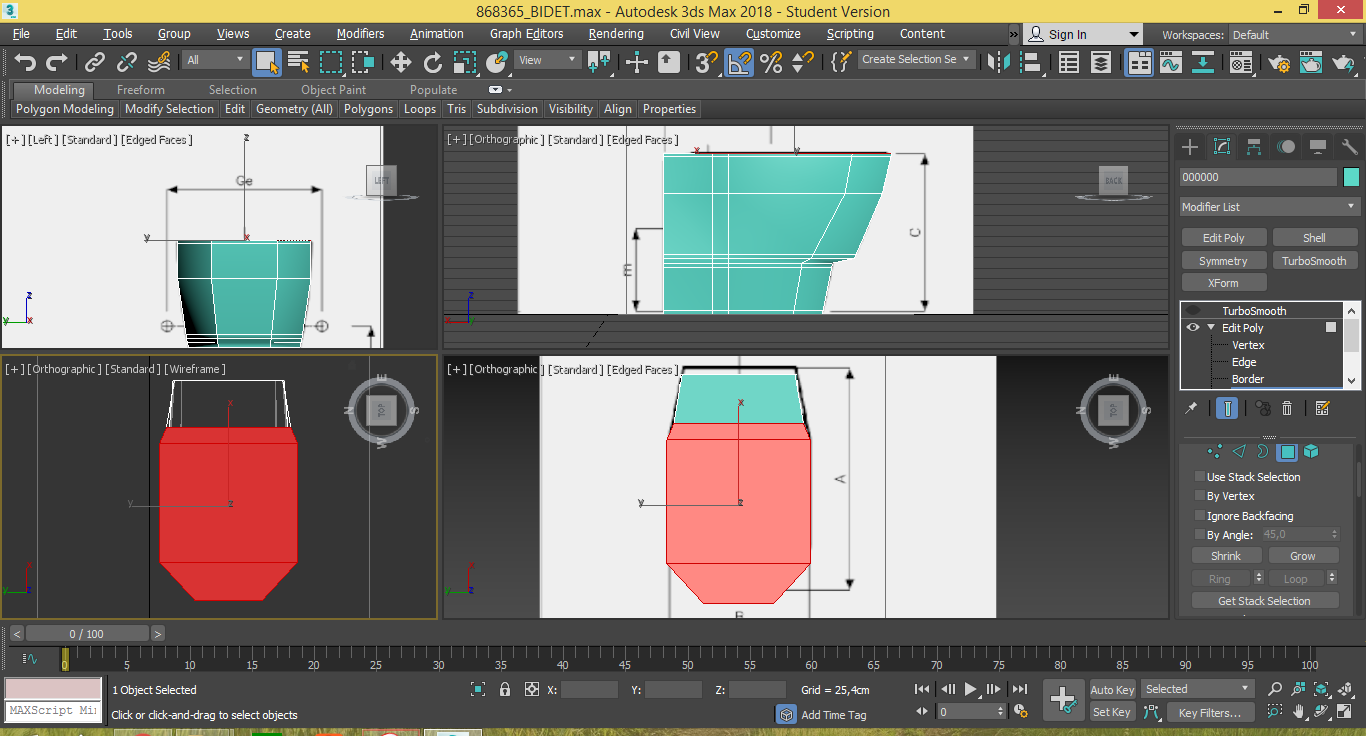 868365_BIDET.max - Autodesk 3ds Max 2018 - Student Version
File Edit Tools Group Views Create Modifiers Animation Graph Editors Rendering Civil View Customize Scripting Content » Sign In Workspaces: Default
All View Create Selection Se
Modeling Freeform Selection Object Paint Populate
Polygon Modeling Modify Selection Edit Geometry (All) Polygons Loops Tris Subdivision Visibility Align Properties
[+] [Left] [Standard] [Edged Faces]
z
Ge
LEFT
y
x
z
y
x
[+] [Orthographic] [Standard] [Edged Faces]
x
y
BACK
C
E
z
x
[+] [Orthographic] [Standard] [Wireframe]
E
N
TOP
S
W
x
y
z
x
y
z
[+] [Orthographic] [Standard] [Edged Faces]
E
N
TOP
S
W
x
A
y
z
x
y
z
000000
Modifier List
Edit Poly Shell
Symmetry TurboSmooth
XForm
TurboSmooth
Edit Poly
Vertex
Edge
Border
Use Stack Selection
By Vertex
Ignore Backfacing
By Angle: 45,0
Shrink Grow
Ring Loop
Get Stack Selection
< 0 / 100 >
0 5 10 15 20 25 30 35 40 45 50 55 60 65 70 75 80 85 90 95 100
1 Object Selected X: Y: Z: Grid = 25,4cm Auto Key Selected
MAXScript Mi
Click or click-and-drag to select objects Add Time Tag 0 Set Key Key Filters...